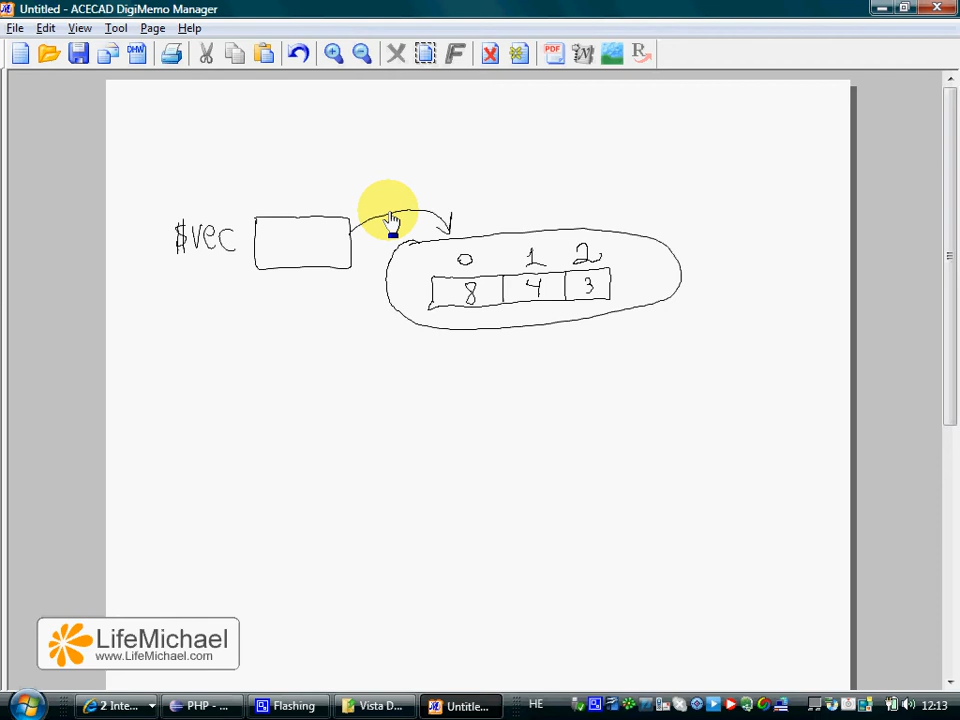 Untitled - ACECAD DigiMemo Manager
File Edit View Tool Page Help
$vec
0 1 2
8 4 3
LifeMichael
www.LifeMichael.com
2 Inte... PHP - ... Flashing Vista D... Untitle... HE 12:13